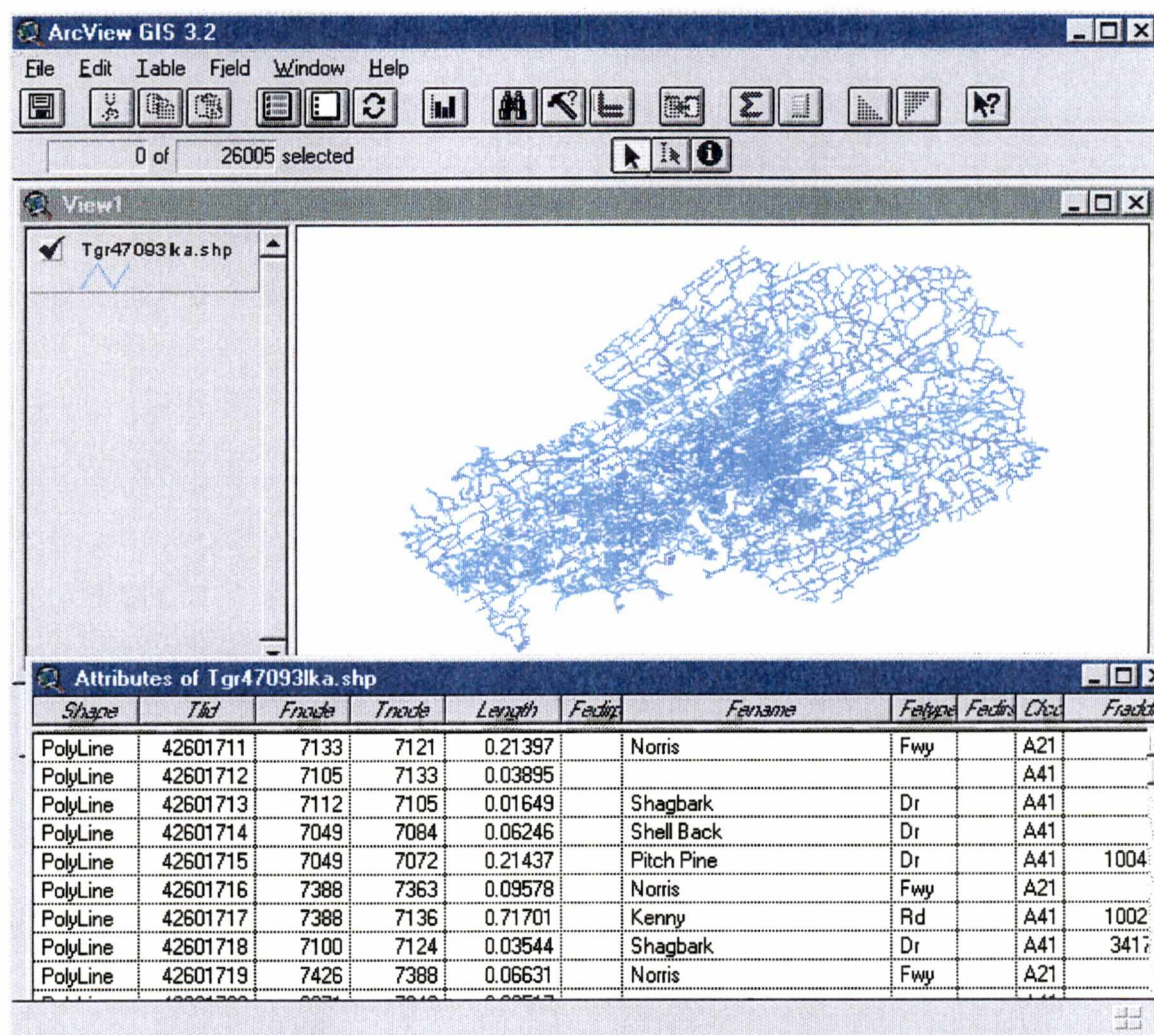 ArcView GIS 3.2
File Edit Table Field Window Help
0 of 26005 selected
View1
Tgr47093lka.shp
Attributes of Tgr47093lka.shp
Shape Tlid Fnode Tnode Length Fedirp Fename Fetype Fedirs Cfcc Fradd
PolyLine 42601711 7133 7121 0.21397 Norris Fwy A21
PolyLine 42601712 7105 7133 0.03895 A41
PolyLine 42601713 7112 7105 0.01649 Shagbark Dr A41
PolyLine 42601714 7049 7084 0.06246 Shell Back Dr A41
PolyLine 42601715 7049 7072 0.21437 Pitch Pine Dr A41 1004
PolyLine 42601716 7388 7363 0.09578 Norris Fwy A21
PolyLine 42601717 7388 7136 0.71701 Kenny Rd A41 1002
PolyLine 42601718 7100 7124 0.03544 Shagbark Dr A41 3417
PolyLine 42601719 7426 7388 0.06631 Norris Fwy A21